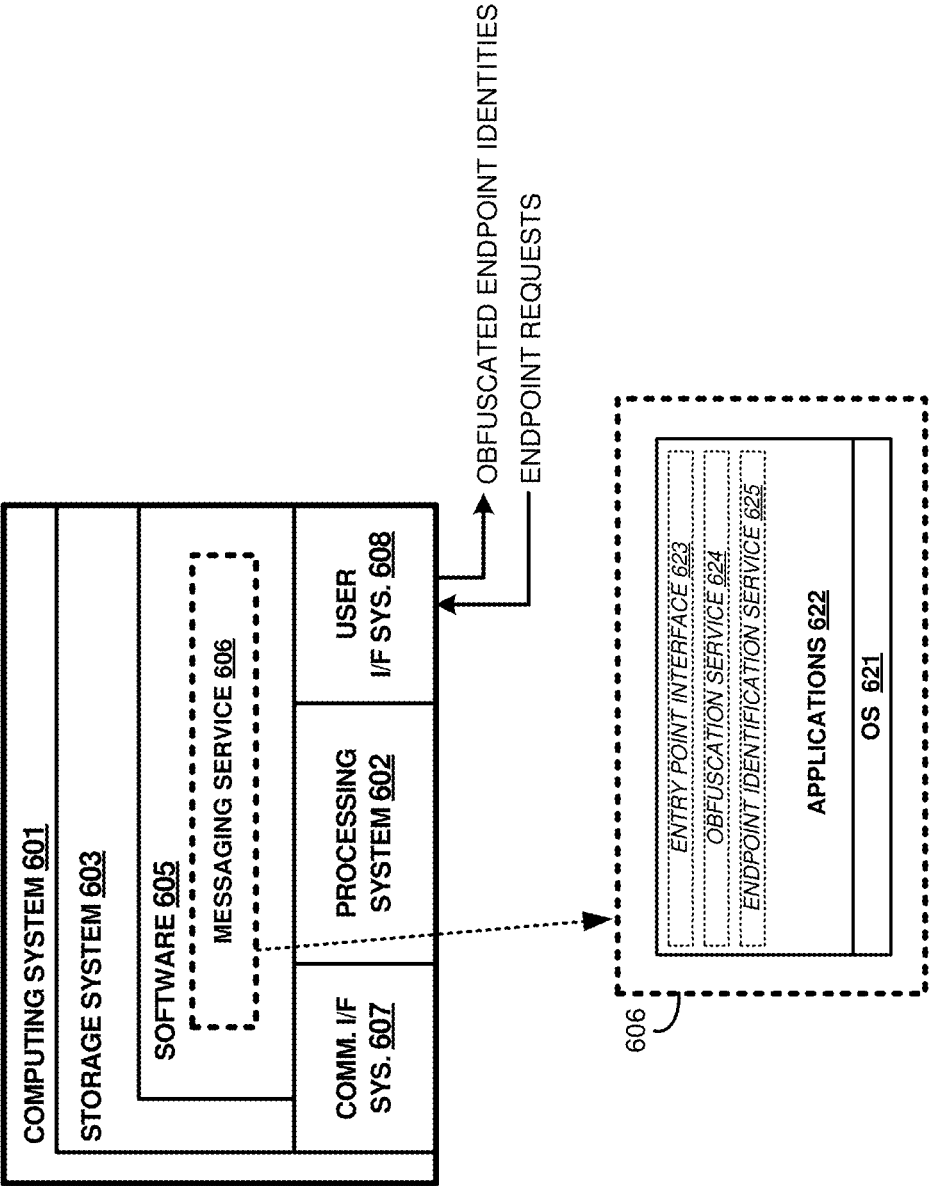 COMPUTING SYSTEM 601
STORAGE SYSTEM 603
SOFTWARE 605
MESSAGING SERVICE 606
COMM. I/F
SYS. 607
PROCESSING
SYSTEM 602
USER
I/F SYS. 608
OBFUSCATED ENDPOINT IDENTITIES
ENDPOINT REQUESTS
606
ENTRY POINT INTERFACE 623
OBFUSCATION SERVICE 624
ENDPOINT IDENTIFICATION SERVICE 625
APPLICATIONS 622
OS 621